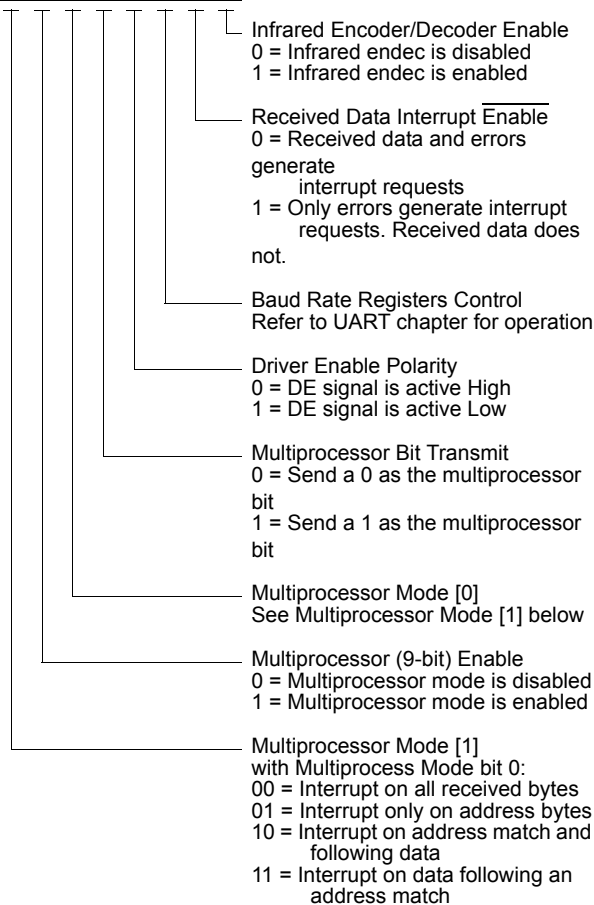 Infrared Encoder/Decoder Enable
0 = Infrared endec is disabled
1 = Infrared endec is enabled
Received Data Interrupt Enable
0 = Received data and errors
generate
interrupt requests
1 = Only errors generate interrupt
requests. Received data does
not.
Baud Rate Registers Control
Refer to UART chapter for operation
Driver Enable Polarity
0 = DE signal is active High
1 = DE signal is active Low
Multiprocessor Bit Transmit
0 = Send a 0 as the multiprocessor
bit
1 = Send a 1 as the multiprocessor
bit
Multiprocessor Mode [0]
See Multiprocessor Mode [1] below
Multiprocessor (9-bit) Enable
0 = Multiprocessor mode is disabled
1 = Multiprocessor mode is enabled
Multiprocessor Mode [1]
with Multiprocess Mode bit 0:
00 = Interrupt on all received bytes
01 = Interrupt only on address bytes
10 = Interrupt on address match and
following data
11 = Interrupt on data following an
address match